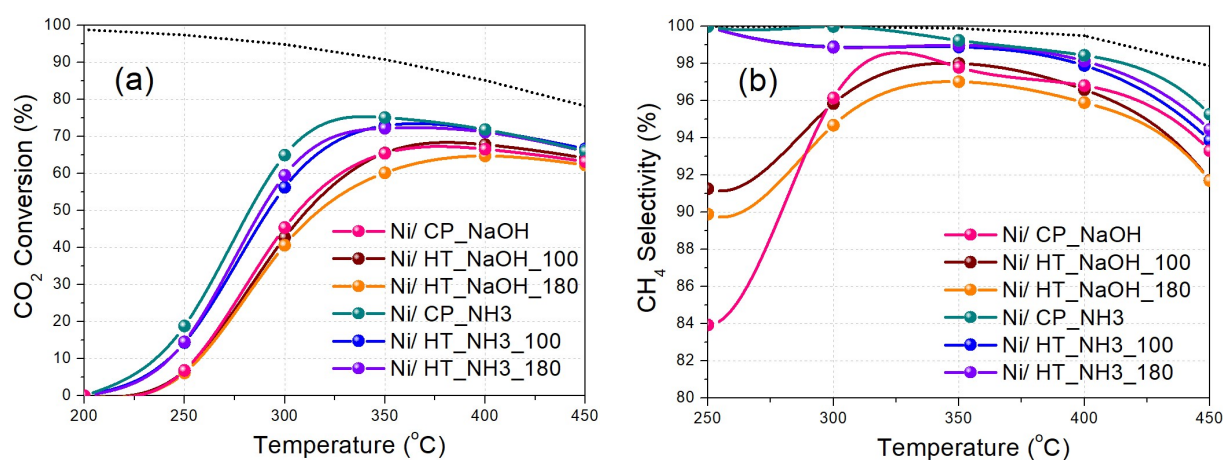 (a)
CO2 Conversion (%)
100
90
80
70
60
50
40
30
20
10
0
Ni/ CP_NaOH
Ni/ HT_NaOH_100
Ni/ HT_NaOH_180
Ni/ CP_NH3
Ni/ HT_NH3_100
Ni/ HT_NH3_180
200 250 300 350 400 450
Temperature (oC)
(b)
CH4 Selectivity (%)
100
98
96
94
92
90
88
86
84
82
80
Ni/ CP_NaOH
Ni/ HT_NaOH_100
Ni/ HT_NaOH_180
Ni/ CP_NH3
Ni/ HT_NH3_100
Ni/ HT_NH3_180
250 300 350 400 450
Temperature (oC)